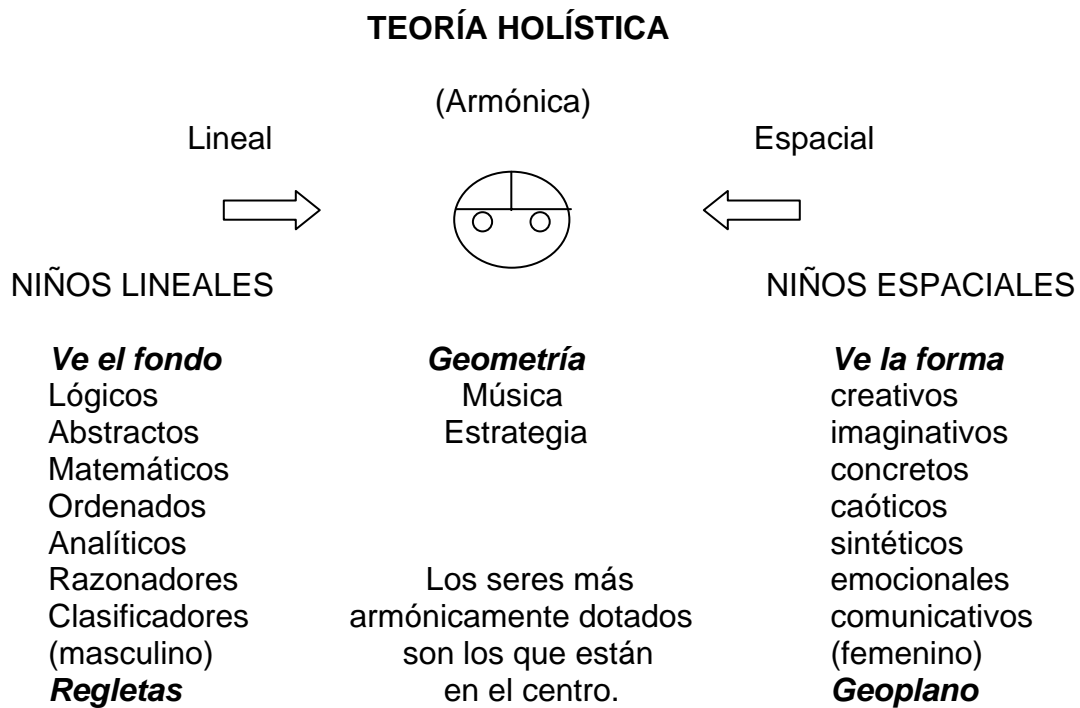 TEORÍA HOLÍSTICA
(Armónica)
Lineal
Espacial
NIÑOS LINEALES
NIÑOS ESPACIALES
Ve el fondo
Lógicos
Abstractos
Matemáticos
Ordenados
Analíticos
Razonadores
Clasificadores
(masculino)
Regletas
Geometría
Música
Estrategia
Los seres más
armónicamente dotados
son los que están
en el centro.
Ve la forma
creativos
imaginativos
concretos
caóticos
sintéticos
emocionales
comunicativos
(femenino)
Geoplano